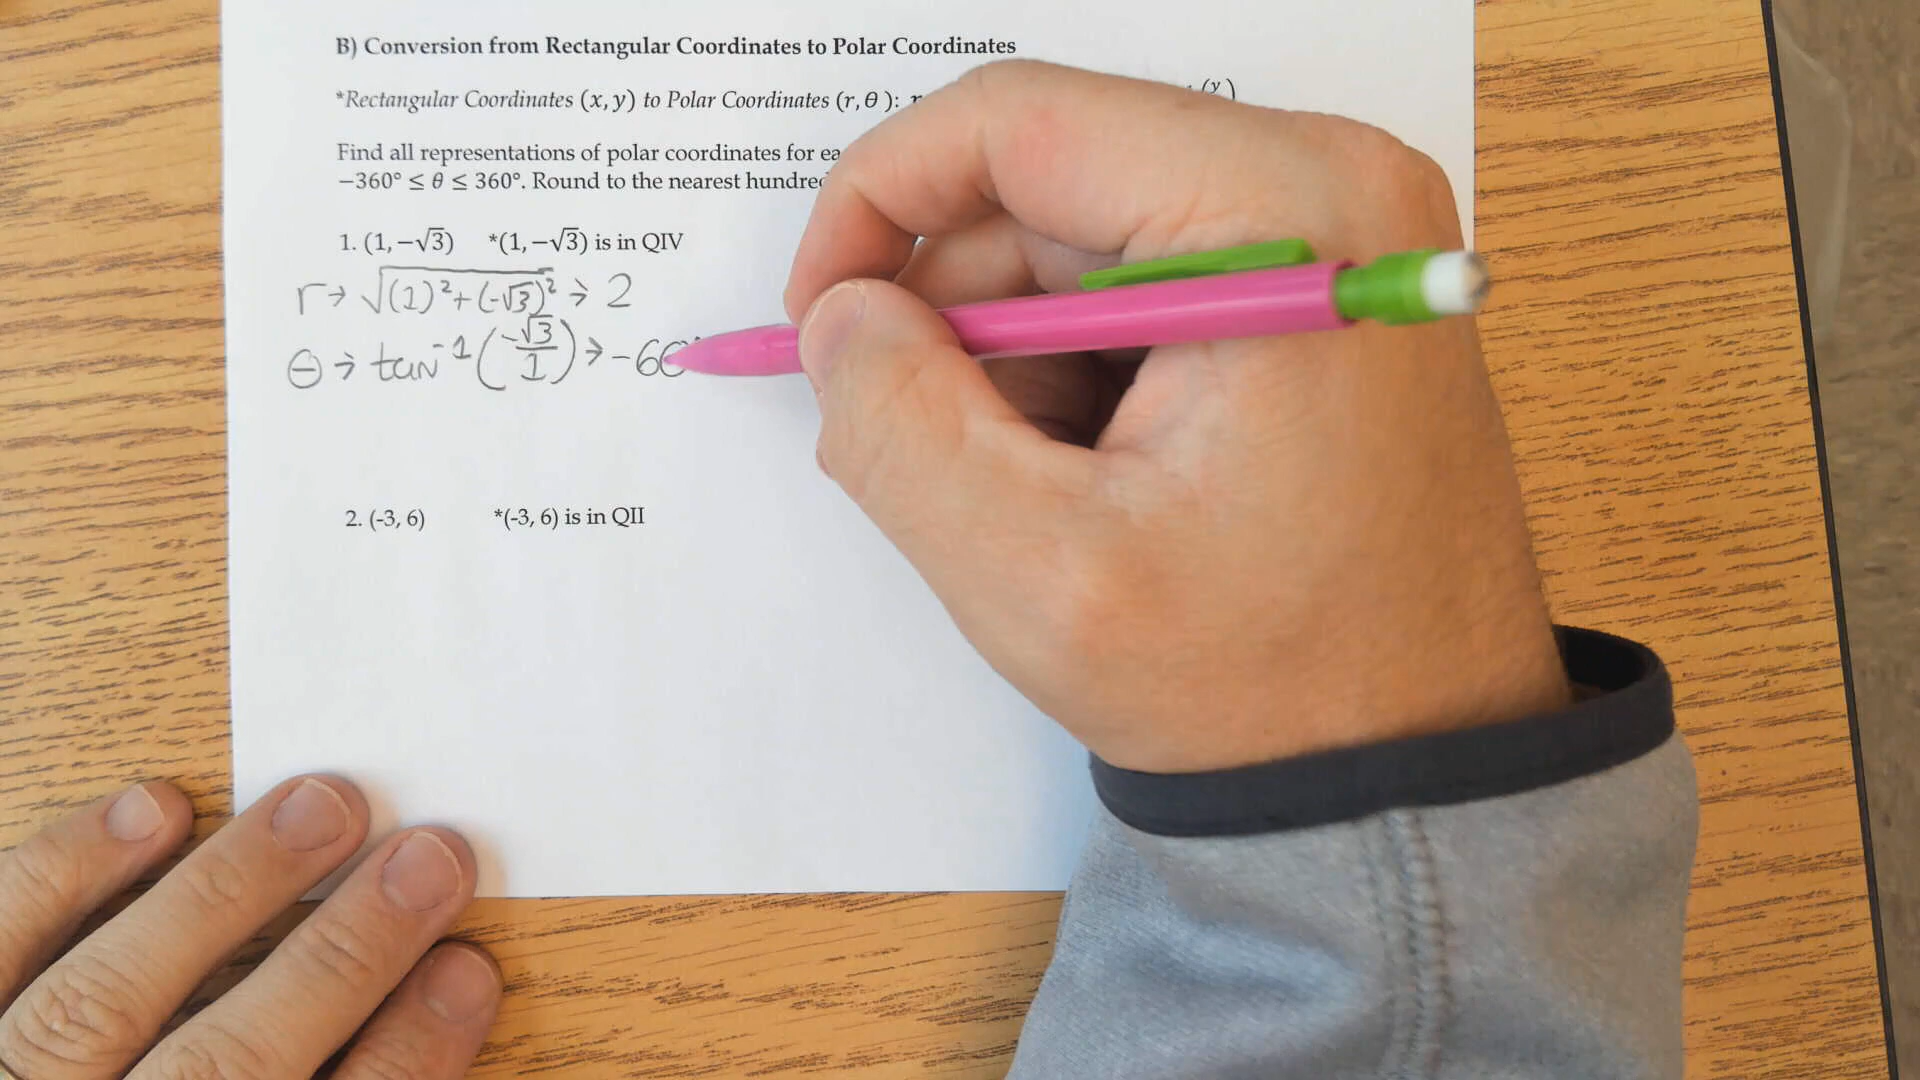 B) Conversion from Rectangular Coordinates to Polar Coordinates
*Rectangular Coordinates (x, y) to Polar Coordinates (r, θ ): r (y)
Find all representations of polar coordinates for
−360° ≤ θ ≤ 360°. Round to the nearest
1. (1, −√3) *(1, −√3) is in QIV
r → √(1)²+(-√3)² → 2
θ → tan⁻¹(-√3/1) → -60°
2. (-3, 6) *(-3, 6) is in QII